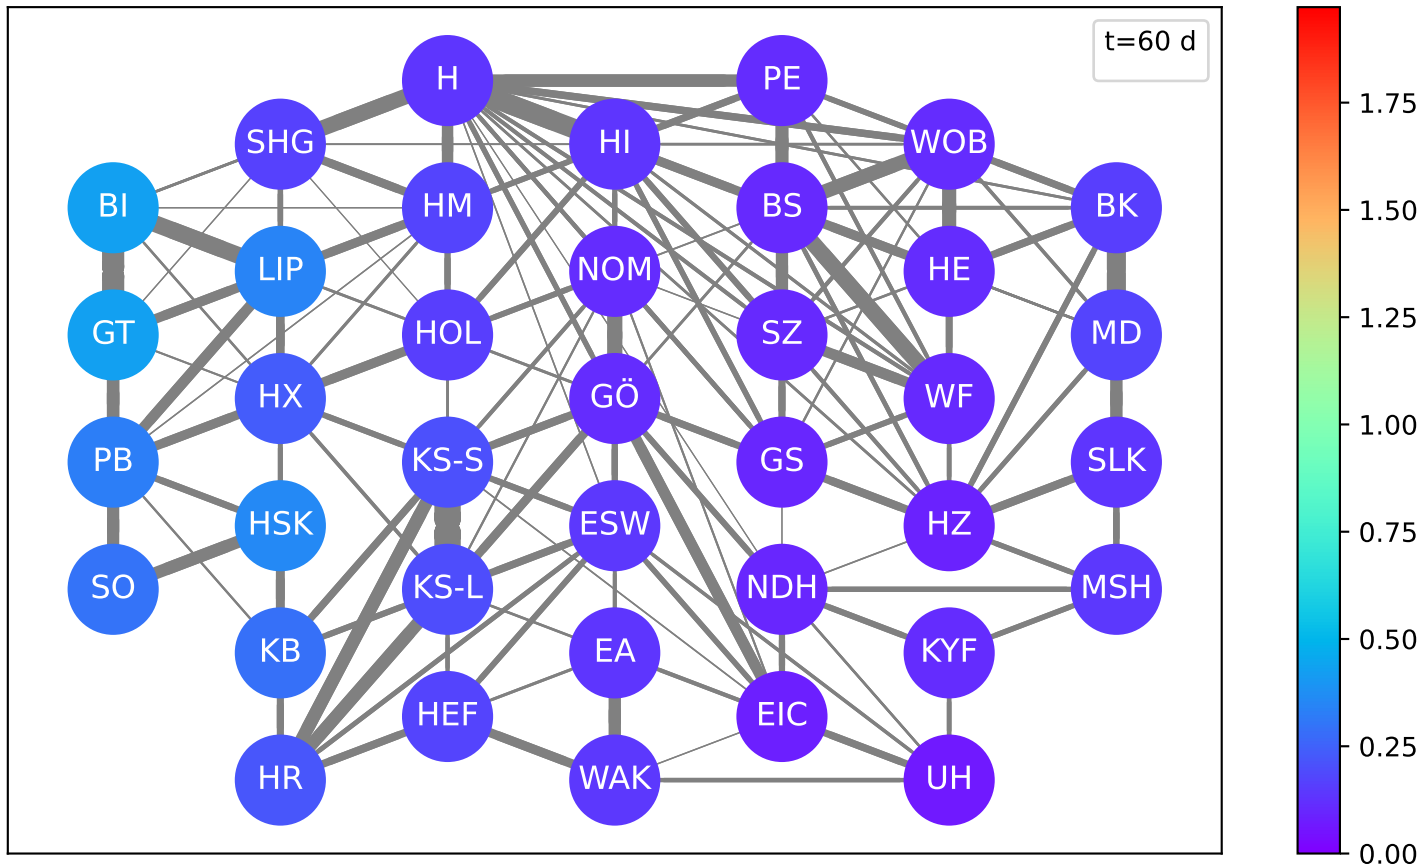 t=60 d
H
PE
SHG
HI
WOB
BI
HM
BS
BK
LIP
NOM
HE
GT
HOL
SZ
MD
HX
GÖ
WF
PB
KS-S
GS
SLK
HSK
ESW
HZ
SO
KS-L
NDH
MSH
KB
EA
KYF
HEF
EIC
HR
WAK
UH
1.75
1.50
1.25
1.00
0.75
0.50
0.25
0.00